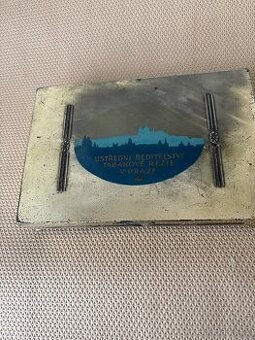 ÚSTŘEDNÍ ŘEDITELSTVÍ
TABÁKOVÉ REŽIE
V PRAZE